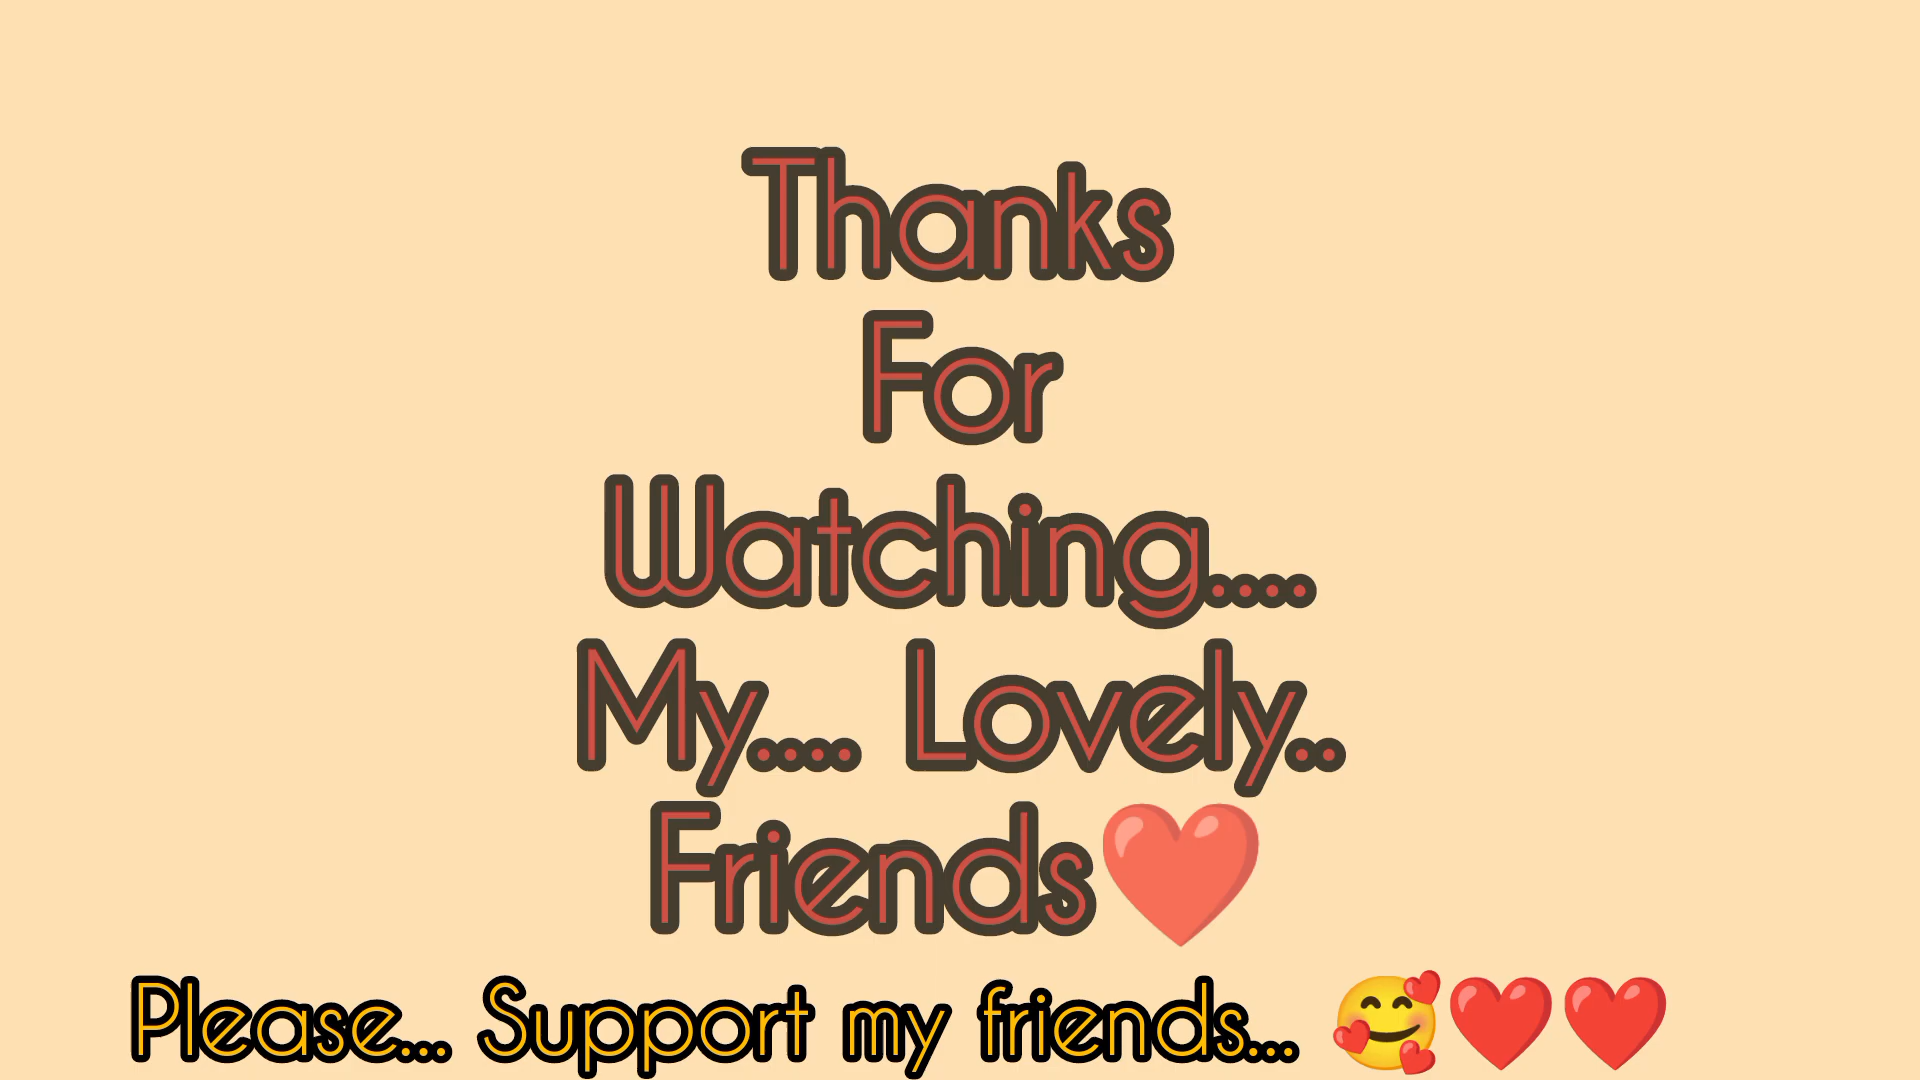 Thanks
For
Watching....
My.... Lovely..
Friends❤️
Please... Support my friends... 🥰❤️❤️